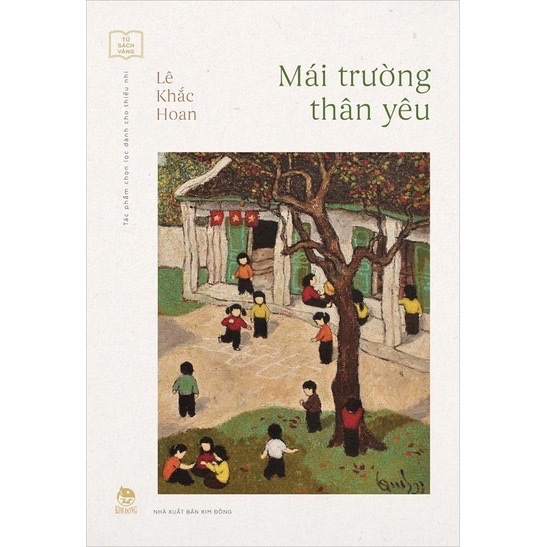 TỦ
SÁCH
VÀNG
Tác phẩm chọn lọc dành cho thiếu nhi
Lê
Khắc
Hoan
Mái trường
thân yêu
KIM ĐỒNG
NHÀ XUẤT BẢN KIM ĐỒNG